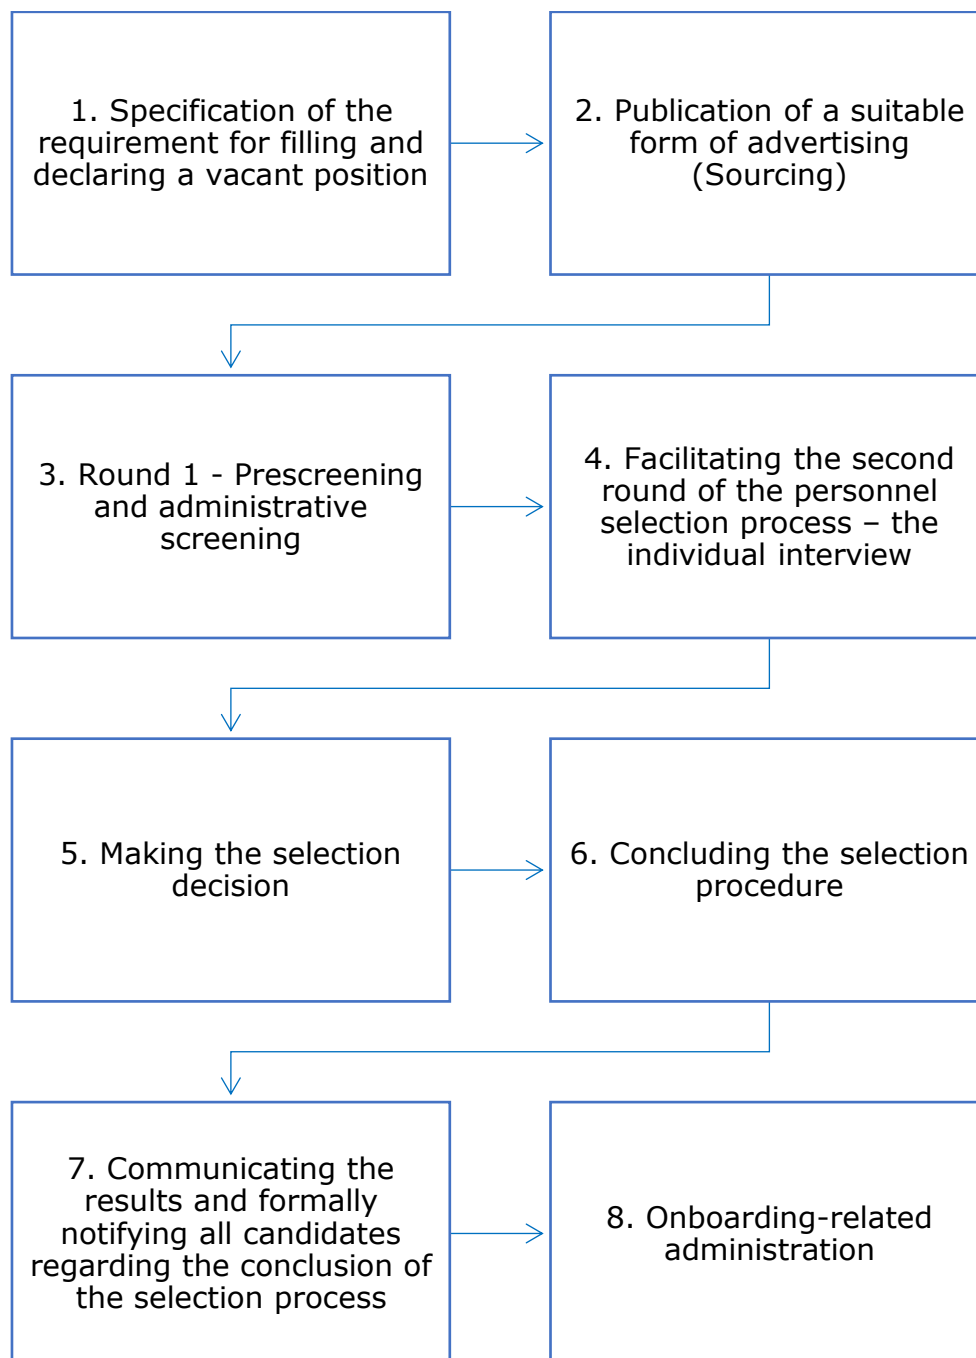 1. Specification of the
requirement for filling and
declaring a vacant position
2. Publication of a suitable
form of advertising
(Sourcing)
3. Round 1 - Prescreening
and administrative
screening
4. Facilitating the second
round of the personnel
selection process – the
individual interview
5. Making the selection
decision
6. Concluding the selection
procedure
7. Communicating the
results and formally
notifying all candidates
regarding the conclusion of
the selection process
8. Onboarding-related
administration